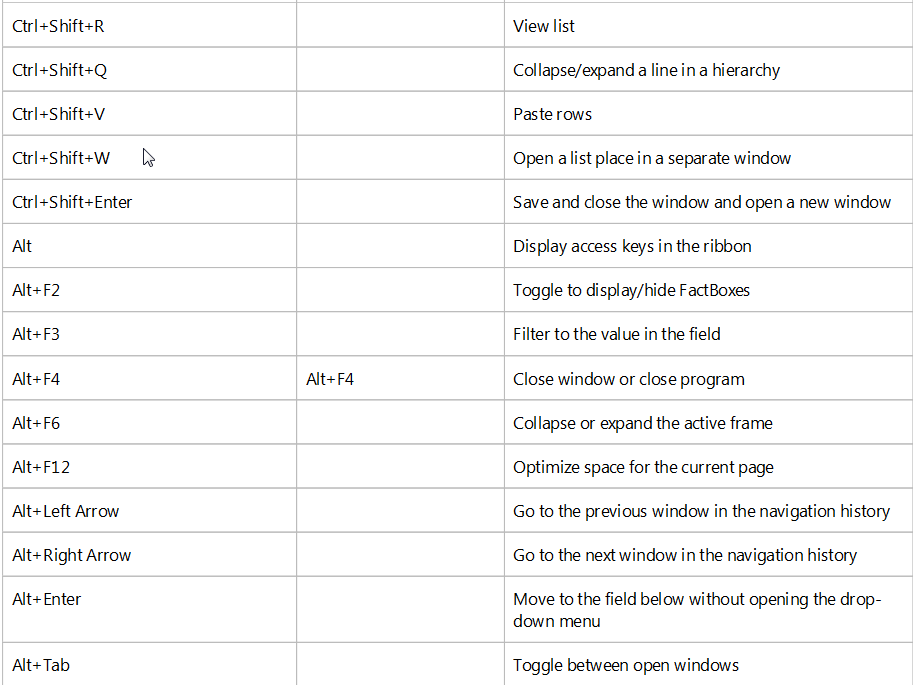 Ctrl+Shift+R View list
Ctrl+Shift+Q Collapse/expand a line in a hierarchy
Ctrl+Shift+V Paste rows
Ctrl+Shift+W Open a list place in a separate window
Ctrl+Shift+Enter Save and close the window and open a new window
Alt Display access keys in the ribbon
Alt+F2 Toggle to display/hide FactBoxes
Alt+F3 Filter to the value in the field
Alt+F4 Alt+F4 Close window or close program
Alt+F6 Collapse or expand the active frame
Alt+F12 Optimize space for the current page
Alt+Left Arrow Go to the previous window in the navigation history
Alt+Right Arrow Go to the next window in the navigation history
Alt+Enter Move to the field below without opening the drop-
down menu
Alt+Tab Toggle between open windows